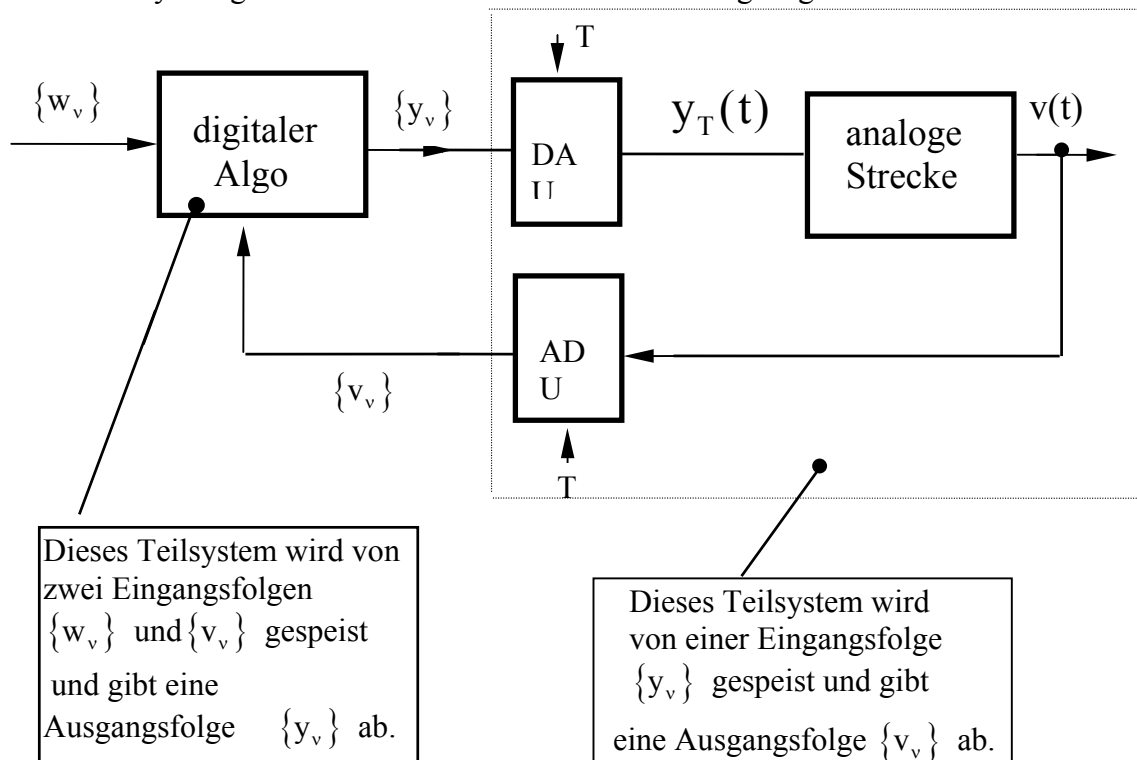 T
{w_ν}
digitaler
Algo
{y_ν}
DA
U
y_T(t)
analoge
Strecke
v(t)
AD
U
{v_ν}
T
Dieses Teilsystem wird von
zwei Eingangsfolgen
{w_ν} und {v_ν} gespeist
und gibt eine
Ausgangsfolge {y_ν} ab.
Dieses Teilsystem wird
von einer Eingangsfolge
{y_ν} gespeist und gibt
eine Ausgangsfolge {v_ν} ab.